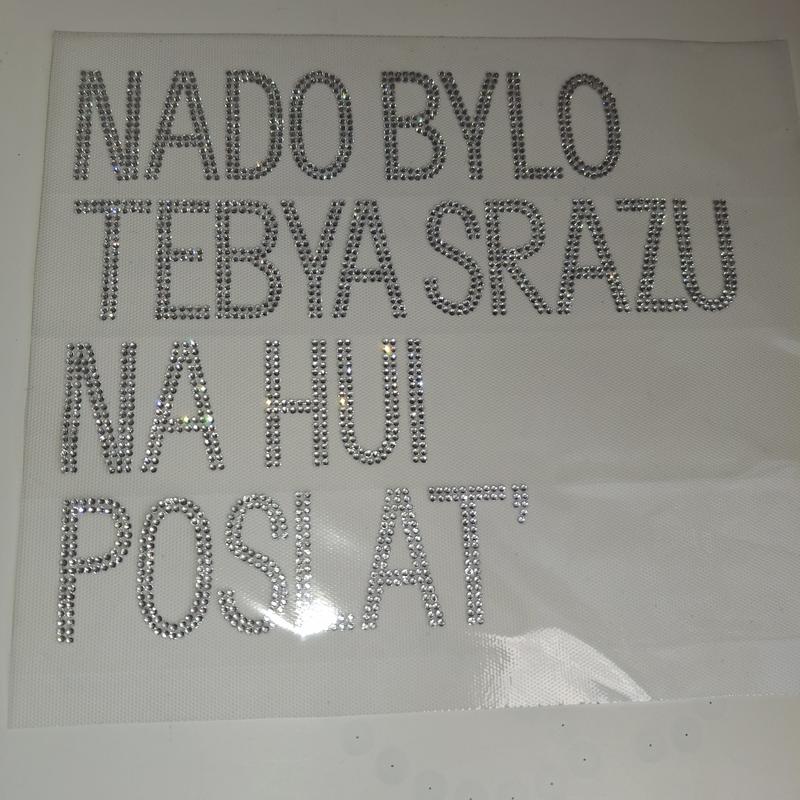 NADO BYLO
TEBYA SRAZU
NA HUI
POSLAT'